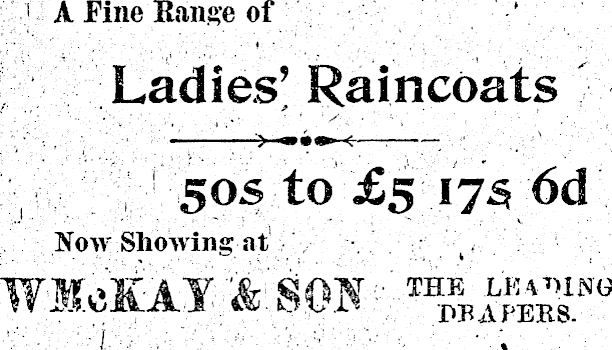 A Fine Range of
Ladies' Raincoats
50s to £5 17s 6d
Now Showing at
W McKAY & SON THE LEADING
DRAPERS.